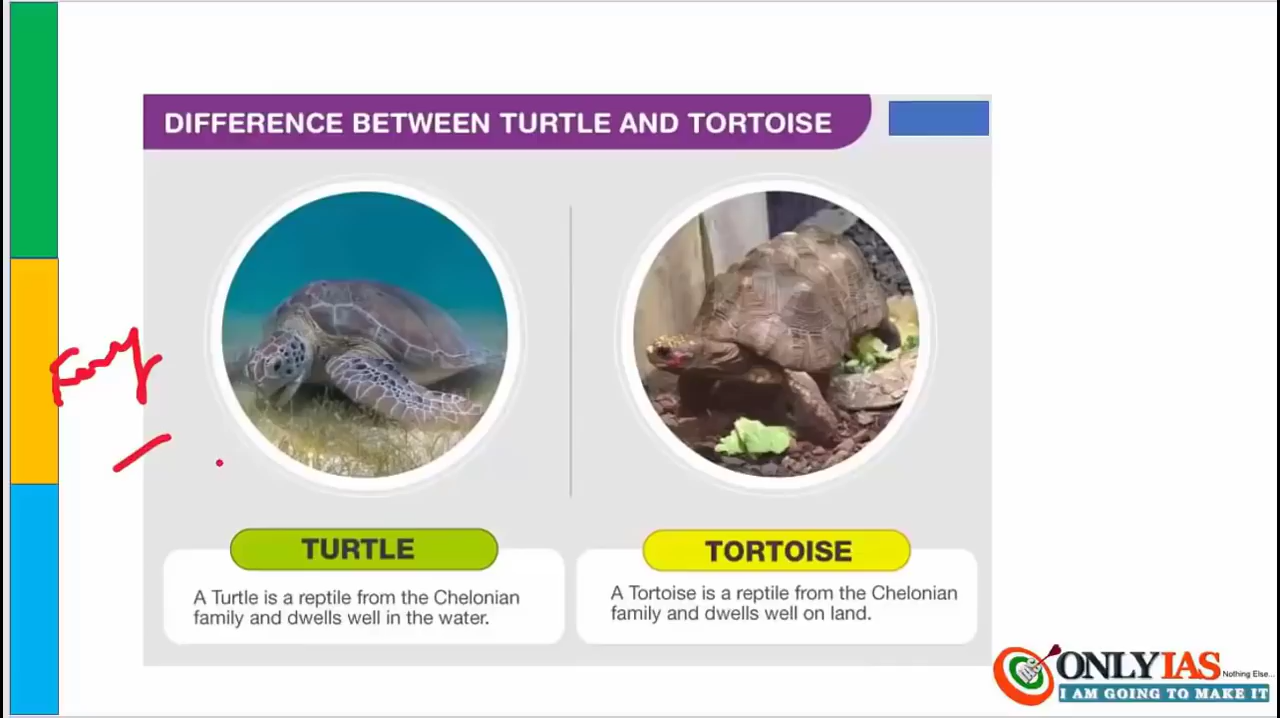 DIFFERENCE BETWEEN TURTLE AND TORTOISE
TURTLE
A Turtle is a reptile from the Chelonian
family and dwells well in the water.
TORTOISE
A Tortoise is a reptile from the Chelonian
family and dwells well on land.
ONLYIAS
Nothing Else...
I AM GOING TO MAKE IT